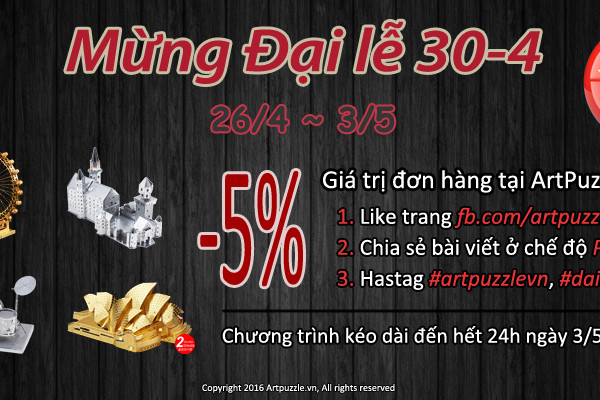 Mừng Đại lễ 30-4
26/4 ~ 3/5
-5%
Giá trị đơn hàng tại ArtPuz
1. Like trang fb.com/artpuzz
2. Chia sẻ bài viết ở chế độ P
3. Hastag #artpuzzlevn, #dai
Chương trình kéo dài đến hết 24h ngày 3/5
Copyright 2016 Artpuzzle.vn, All rights reserved